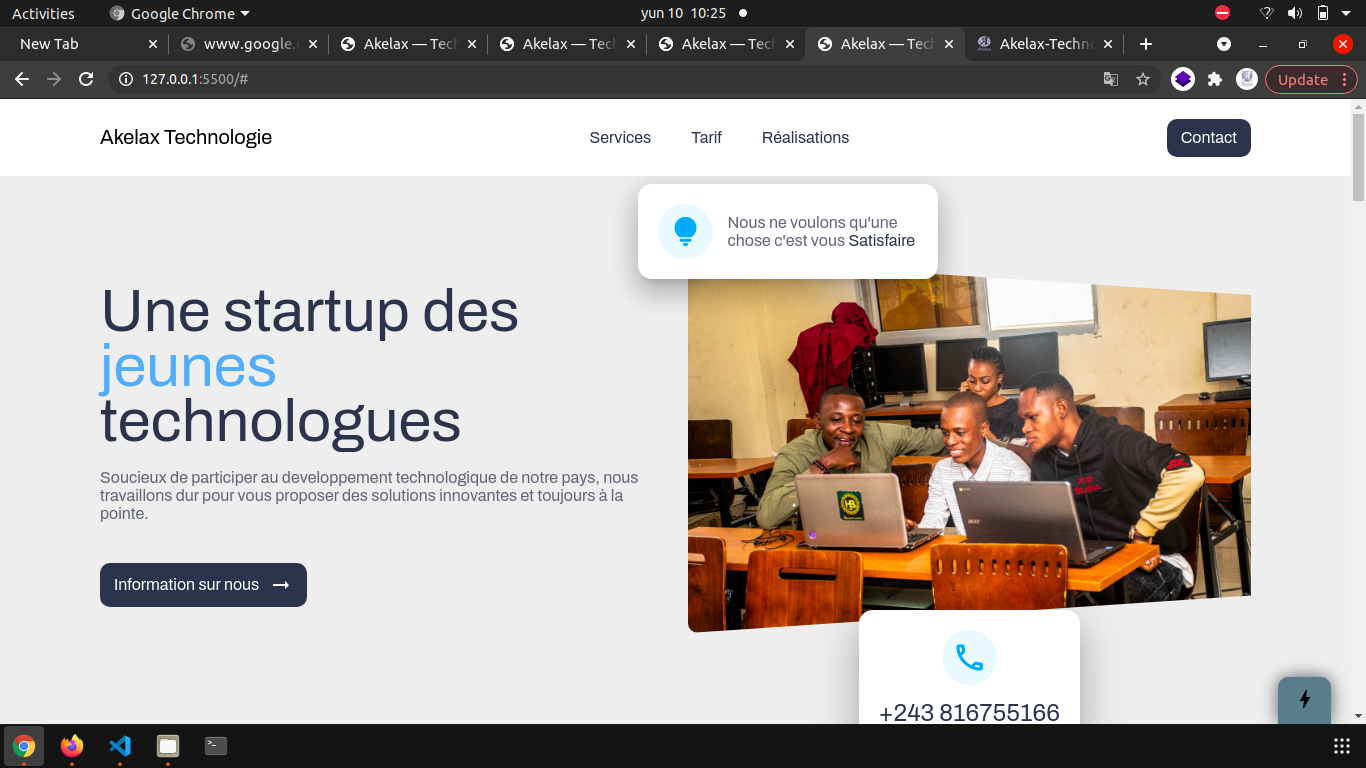 Activities
Google Chrome
yun 10 10:25
New Tab
www.google.c
Akelax — Tech
Akelax — Tech
Akelax — Tech
Akelax — Tech
Akelax-Techno
127.0.0.1:5500/#
Update
Akelax Technologie
Services
Tarif
Réalisations
Contact
Nous ne voulons qu'une
chose c'est vous Satisfaire
Une startup des
jeunes
technologues
Soucieux de participer au developpement technologique de notre pays, nous
travaillons dur pour vous proposer des solutions innovantes et toujours à la
pointe.
Information sur nous
acer
+243 816755166